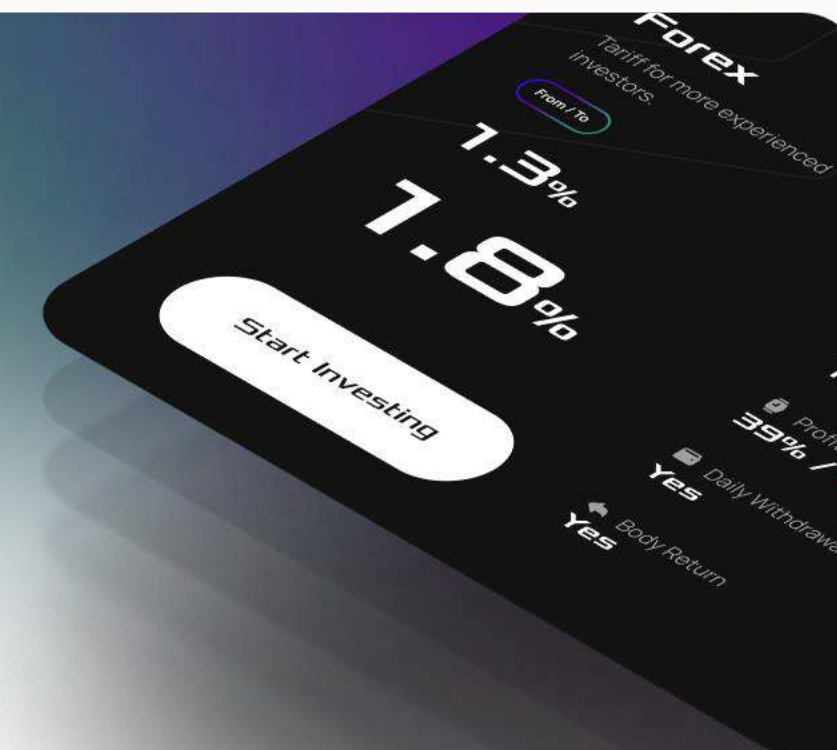 Forex
Tariff for more experienced
investors.
From / To
1.3%
1.8%
Start Investing
39% /
Daily Withdrawa
Yes
Body Return
Yes